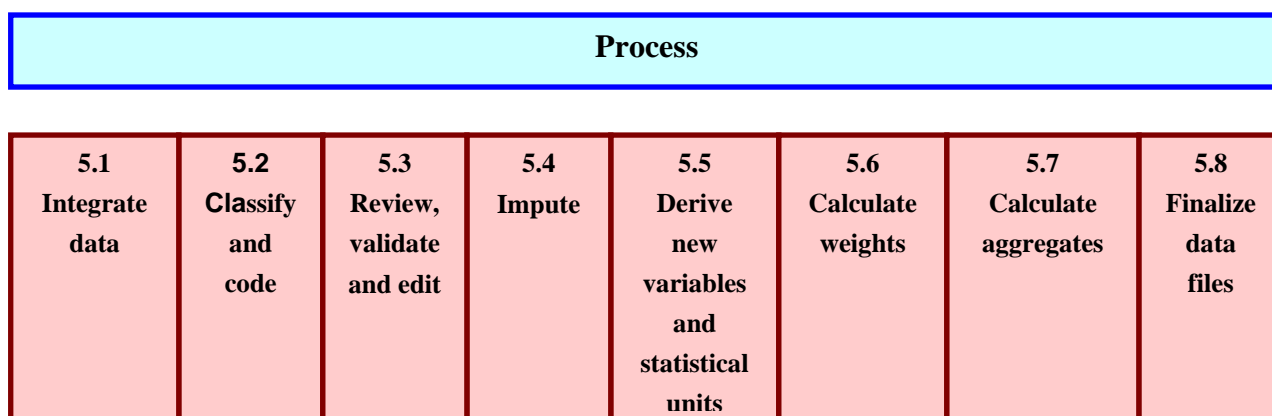 Process
5.1
Integrate
data
5.2
Classify
and
code
5.3
Review,
validate
and edit
5.4
Impute
5.5
Derive
new
variables
and
statistical
units
5.6
Calculate
weights
5.7
Calculate
aggregates
5.8
Finalize
data
files